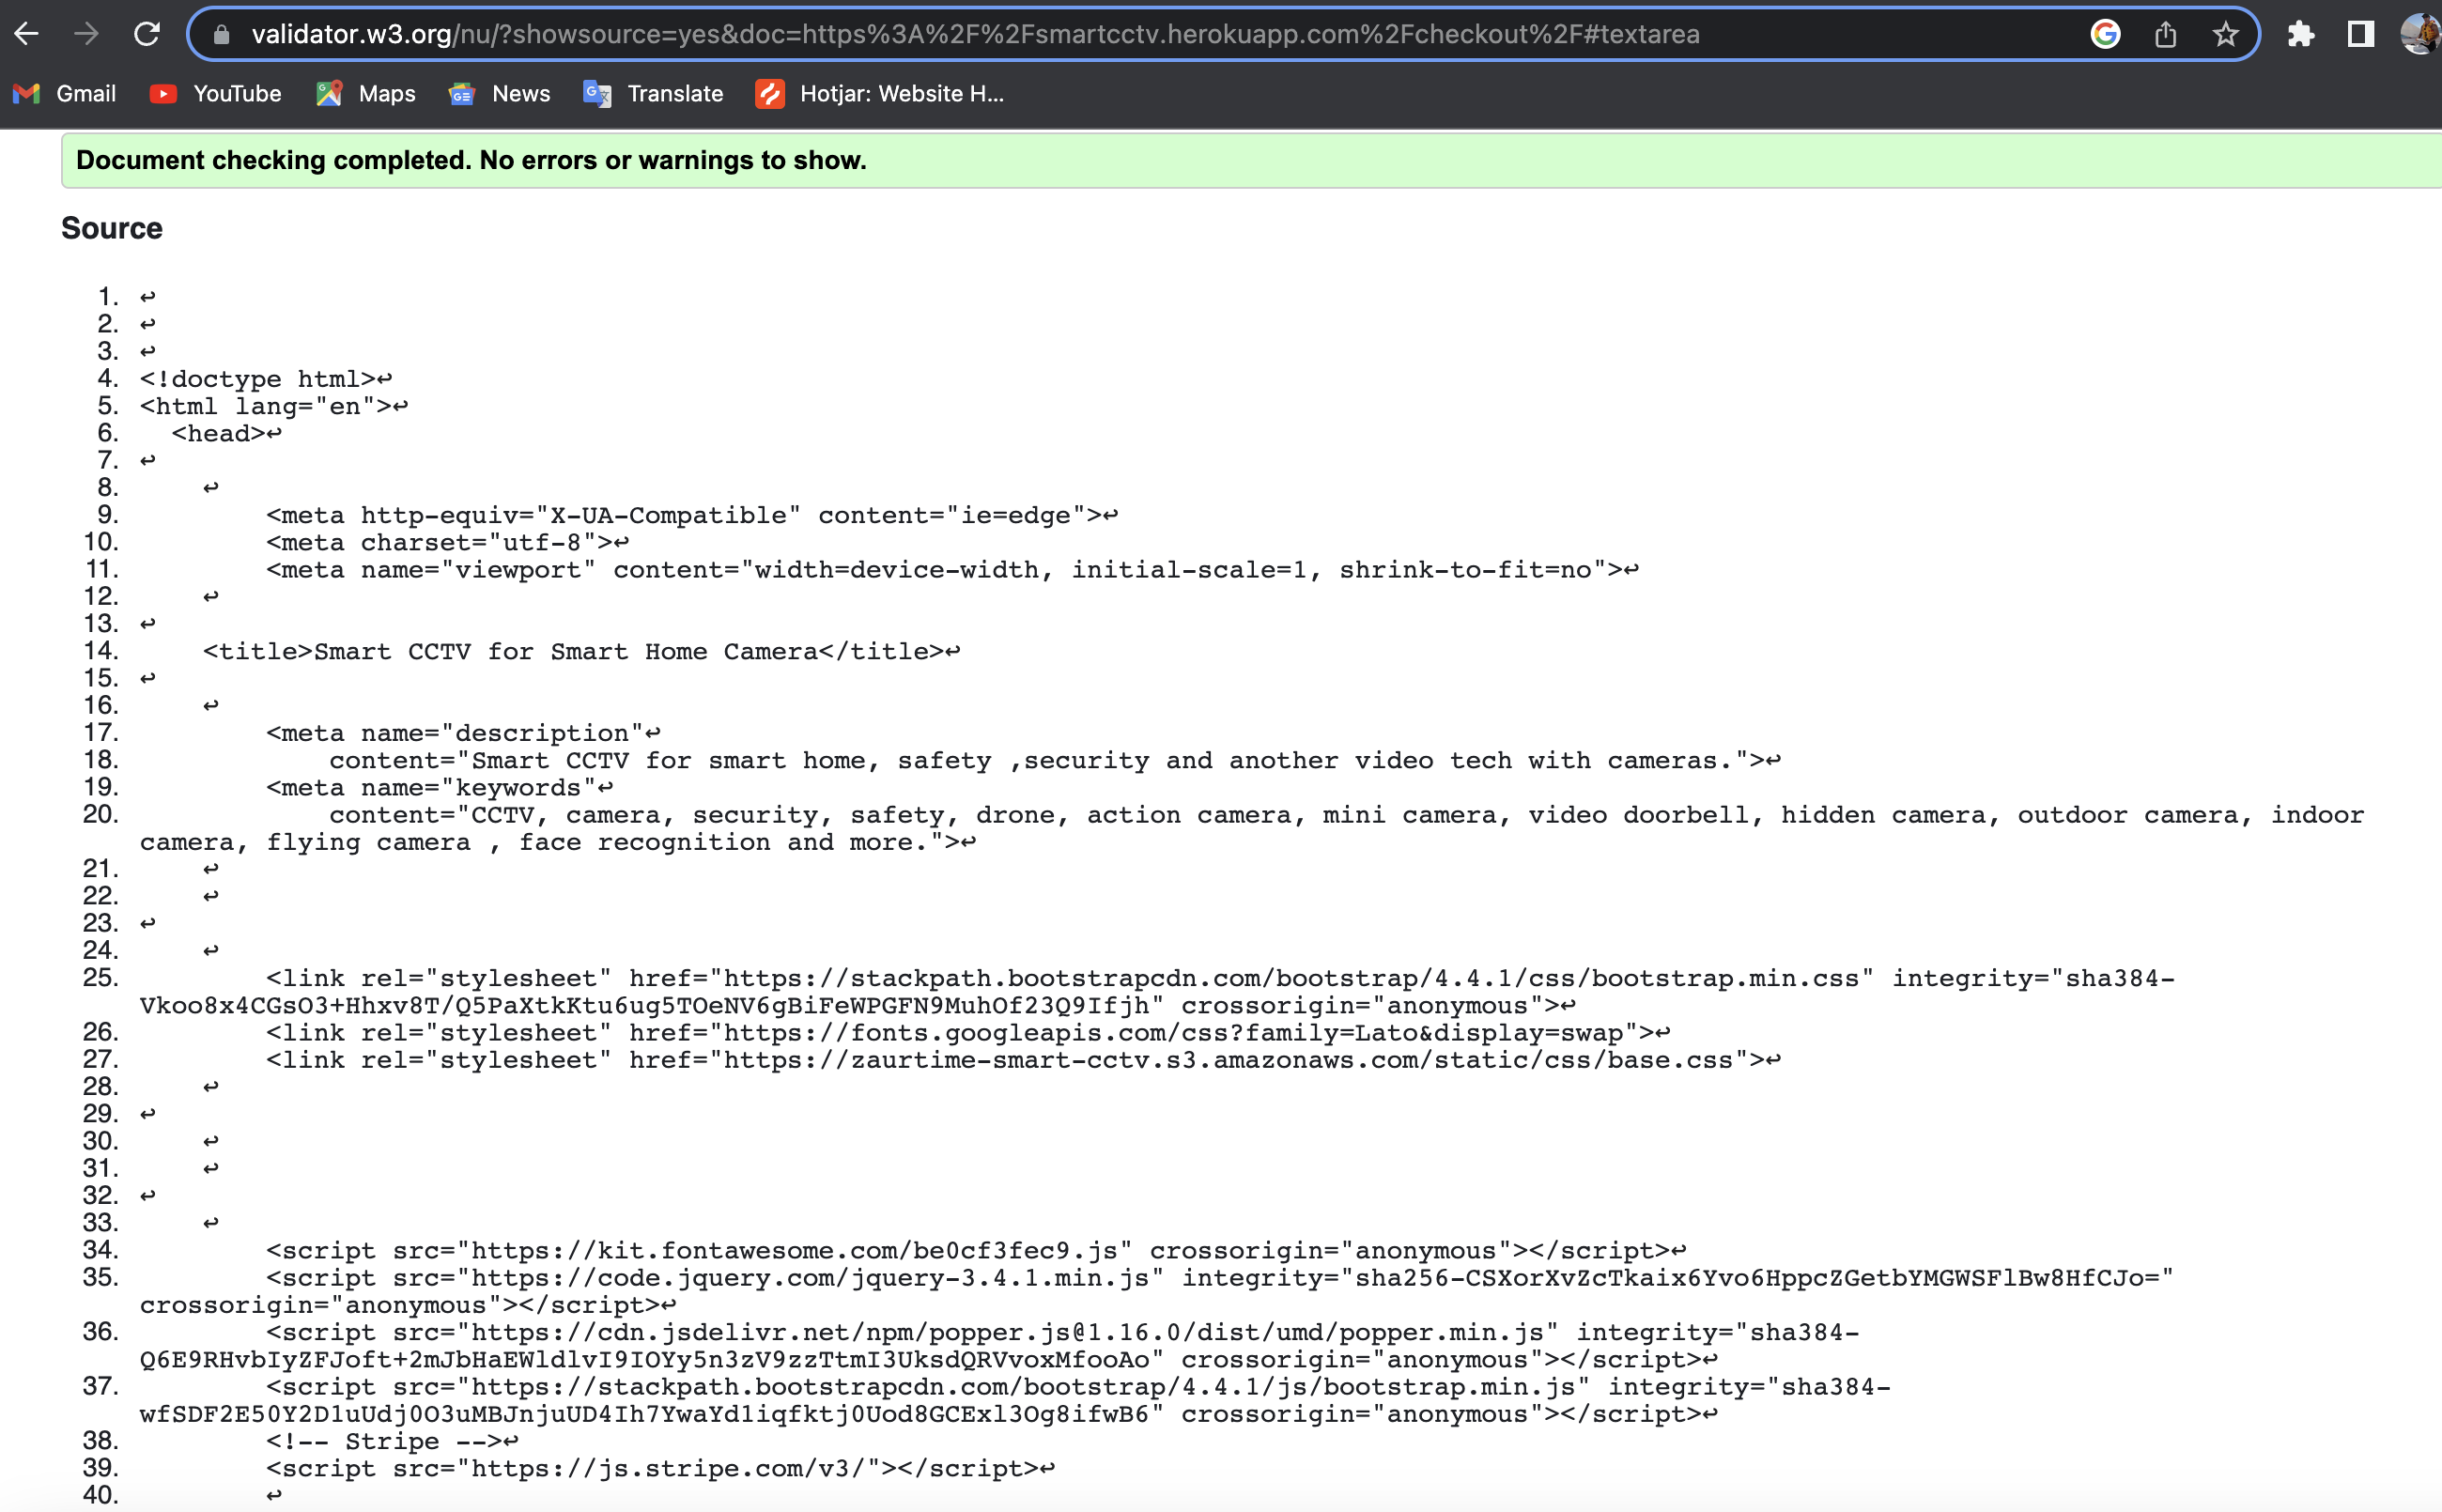 validator.w3.org/nu/?showsource=yes&doc=https%3A%2F%2Fsmartcctv.herokuapp.com%2Fcheckout%2F#textarea
Gmail YouTube Maps News Translate Hotjar: Website H...
Document checking completed. No errors or warnings to show.
Source
1. ↩
2. ↩
3. ↩
4. <!doctype html>↩
5. <html lang="en">↩
6. <head>↩
7. ↩
8. ↩
9. <meta http-equiv="X-UA-Compatible" content="ie=edge">↩
10. <meta charset="utf-8">↩
11. <meta name="viewport" content="width=device-width, initial-scale=1, shrink-to-fit=no">↩
12. ↩
13. ↩
14. <title>Smart CCTV for Smart Home Camera</title>↩
15. ↩
16. ↩
17. <meta name="description"↩
18. content="Smart CCTV for smart home, safety ,security and another video tech with cameras.">↩
19. <meta name="keywords"↩
20. content="CCTV, camera, security, safety, drone, action camera, mini camera, video doorbell, hidden camera, outdoor camera, indoor
camera, flying camera , face recognition and more.">↩
21. ↩
22. ↩
23. ↩
24. ↩
25. <link rel="stylesheet" href="https://stackpath.bootstrapcdn.com/bootstrap/4.4.1/css/bootstrap.min.css" integrity="sha384-
Vkoo8x4CGsO3+Hhxv8T/Q5PaXtkKtu6ug5TOeNV6gBiFeWPGFN9MuhOf23Q9Ifjh" crossorigin="anonymous">↩
26. <link rel="stylesheet" href="https://fonts.googleapis.com/css?family=Lato&display=swap">↩
27. <link rel="stylesheet" href="https://zaurtime-smart-cctv.s3.amazonaws.com/static/css/base.css">↩
28. ↩
29. ↩
30. ↩
31. ↩
32. ↩
33. ↩
34. <script src="https://kit.fontawesome.com/be0cf3fec9.js" crossorigin="anonymous"></script>↩
35. <script src="https://code.jquery.com/jquery-3.4.1.min.js" integrity="sha256-CSXorXvZcTkaix6Yvo6HppcZGetbYMGWSFlBw8HfCJo="
crossorigin="anonymous"></script>↩
36. <script src="https://cdn.jsdelivr.net/npm/popper.js@1.16.0/dist/umd/popper.min.js" integrity="sha384-
Q6E9RHvbIyZFJoft+2mJbHaEWldlvI9IOYy5n3zV9zzTtmI3UksdQRVvoxMfooAo" crossorigin="anonymous"></script>↩
37. <script src="https://stackpath.bootstrapcdn.com/bootstrap/4.4.1/js/bootstrap.min.js" integrity="sha384-
wfSDF2E50Y2D1uUdj0O3uMBJnjuUD4Ih7YwaYd1iqfktj0Uod8GCExl3Og8ifwB6" crossorigin="anonymous"></script>↩
38. <!-- Stripe -->↩
39. <script src="https://js.stripe.com/v3/"></script>↩
40. ↩